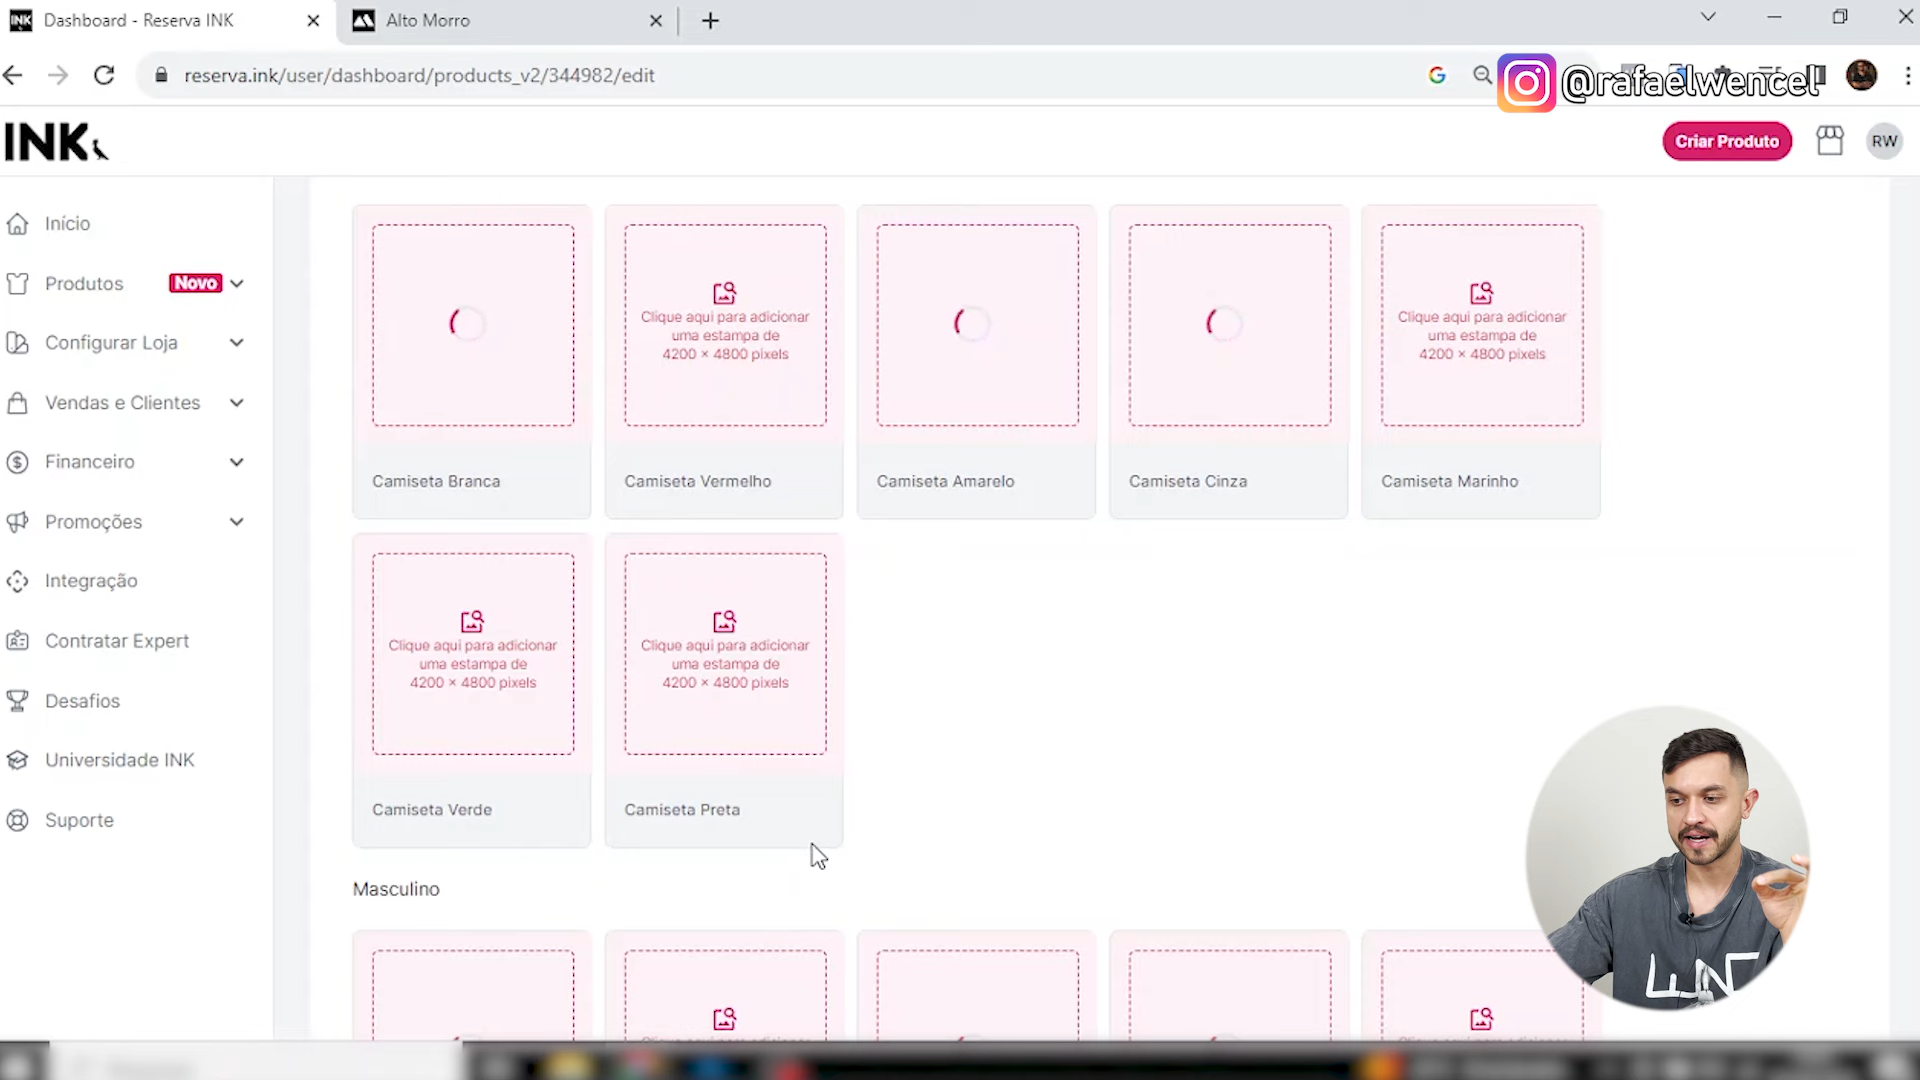 INK
Dashboard - Reserva INK
Alto Morro
reserva.ink/user/dashboard/products_v2/344982/edit
@rafaelwencel
INK
Criar Produto
RW
Início
Produtos
Novo
Configurar Loja
Vendas e Clientes
Financeiro
Promoções
Integração
Contratar Expert
Desafios
Universidade INK
Suporte
Clique aqui para adicionar
uma estampa de
4200 × 4800 pixels
Clique aqui para adicionar
uma estampa de
4200 × 4800 pixels
Camiseta Branca
Camiseta Vermelho
Camiseta Amarelo
Camiseta Cinza
Camiseta Marinho
Clique aqui para adicionar
uma estampa de
4200 × 4800 pixels
Clique aqui para adicionar
uma estampa de
4200 × 4800 pixels
Camiseta Verde
Camiseta Preta
Masculino